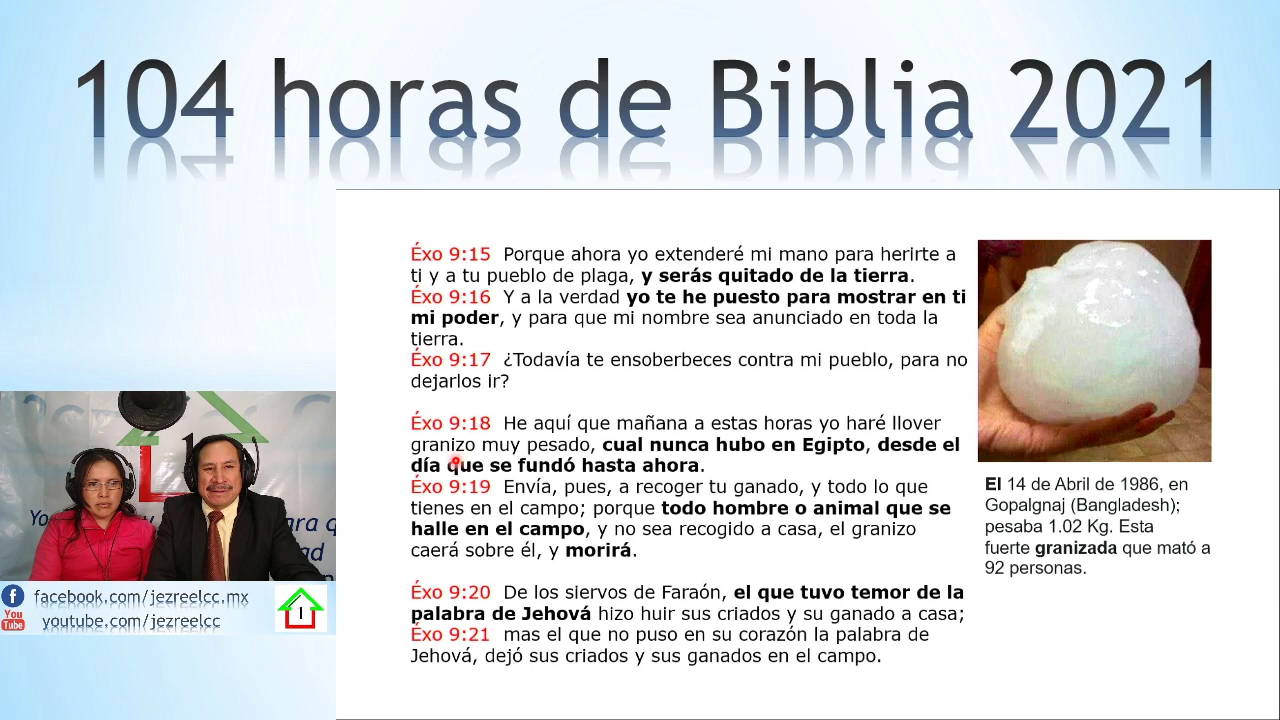 104 horas de Biblia 2021
Éxo 9:15 Porque ahora yo extenderé mi mano para herirte a
ti y a tu pueblo de plaga, y serás quitado de la tierra.
Éxo 9:16 Y a la verdad yo te he puesto para mostrar en ti
mi poder, y para que mi nombre sea anunciado en toda la
tierra.
Éxo 9:17 ¿Todavía te ensoberbeces contra mi pueblo, para no
dejarlos ir?
Éxo 9:18 He aquí que mañana a estas horas yo haré llover
granizo muy pesado, cual nunca hubo en Egipto, desde el
día que se fundó hasta ahora.
Éxo 9:19 Envía, pues, a recoger tu ganado, y todo lo que
tienes en el campo; porque todo hombre o animal que se
halle en el campo, y no sea recogido a casa, el granizo
caerá sobre él, y morirá.
Éxo 9:20 De los siervos de Faraón, el que tuvo temor de la
palabra de Jehová hizo huir sus criados y su ganado a casa;
Éxo 9:21 mas el que no puso en su corazón la palabra de
Jehová, dejó sus criados y sus ganados en el campo.
El 14 de Abril de 1986, en
Gopalgnaj (Bangladesh);
pesaba 1.02 Kg. Esta
fuerte granizada que mató a
92 personas.
f facebook.com/jezreelcc.mx
You Tube youtube.com/jezreelcc
I